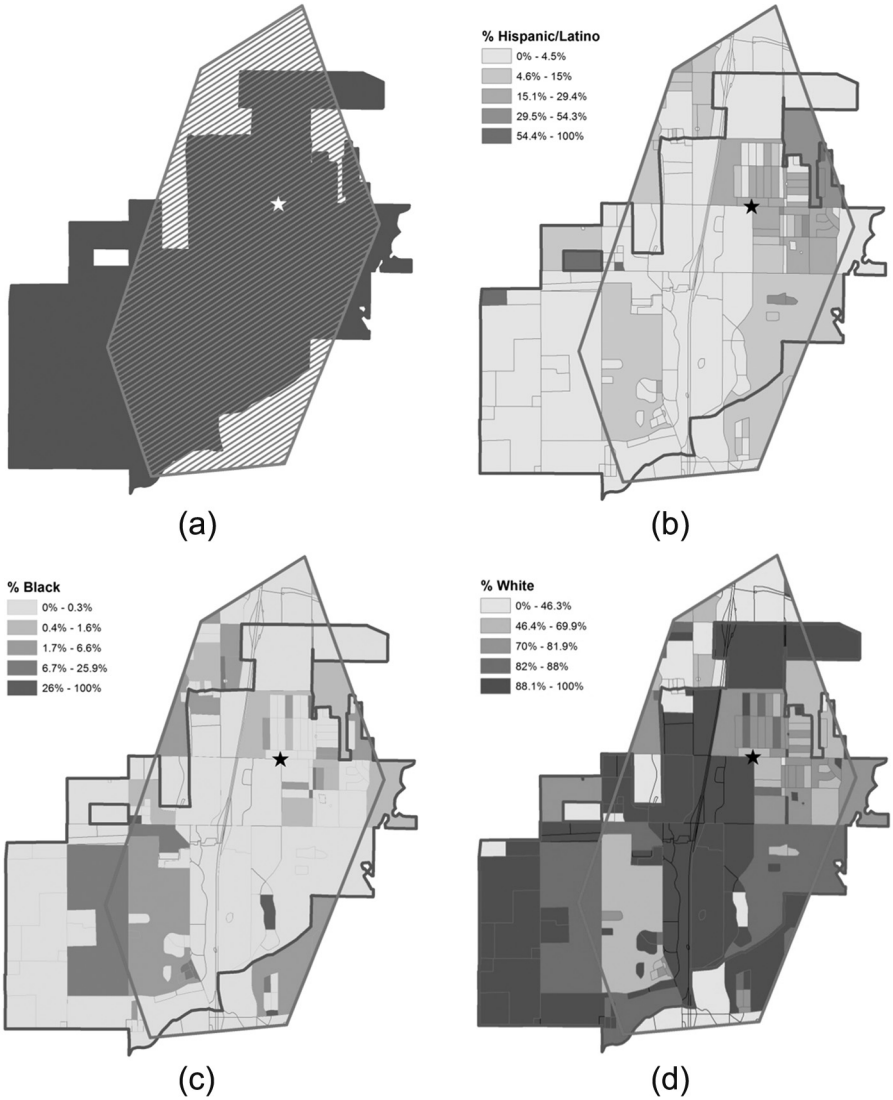 % Hispanic/Latino
0% - 4.5%
4.6% - 15%
15.1% - 29.4%
29.5% - 54.3%
54.4% - 100%
(a)
(b)
% Black
0% - 0.3%
0.4% - 1.6%
1.7% - 6.6%
6.7% - 25.9%
26% - 100%
% White
0% - 46.3%
46.4% - 69.9%
70% - 81.9%
82% - 88%
88.1% - 100%
(c)
(d)